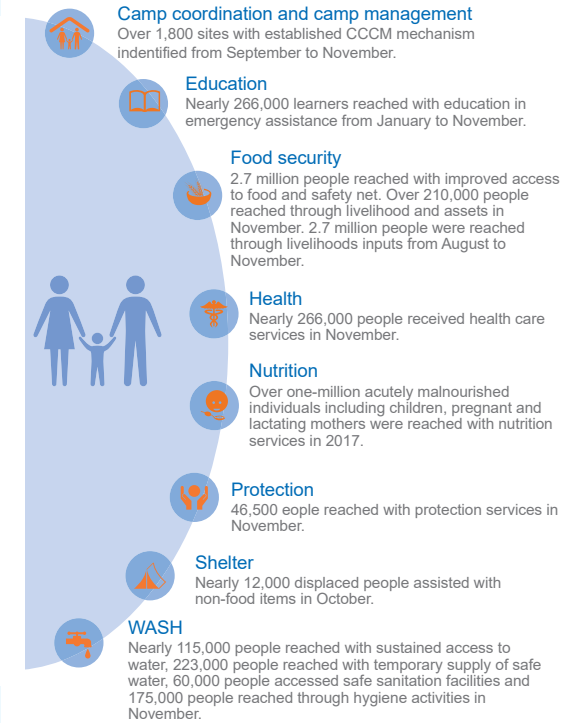 Camp coordination and camp management
Over 1,800 sites with established CCCM mechanism
indentified from September to November.
Education
Nearly 266,000 learners reached with education in
emergency assistance from January to November.
Food security
2.7 million people reached with improved access
to food and safety net. Over 210,000 people
reached through livelihood and assets in
November. 2.7 million people were reached
through livelihoods inputs from August to
November.
Health
Nearly 266,000 people received health care
services in November.
Nutrition
Over one-million acutely malnourished
individuals including children, pregnant and
lactating mothers were reached with nutrition
services in 2017.
Protection
46,500 eople reached with protection services in
November.
Shelter
Nearly 12,000 displaced people assisted with
non-food items in October.
WASH
Nearly 115,000 people reached with sustained access to
water, 223,000 people reached with temporary supply of safe
water, 60,000 people accessed safe sanitation facilities and
175,000 people reached through hygiene activities in
November.